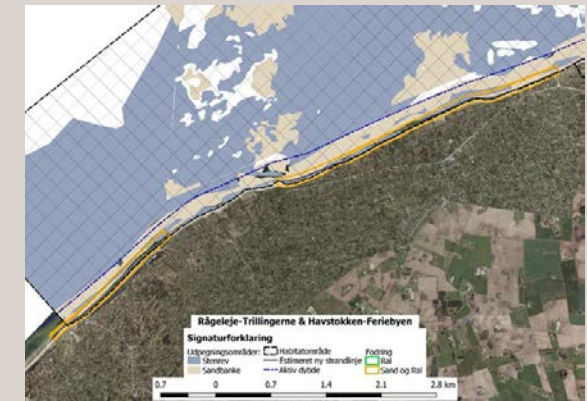 Rågeleje-Trillingerne & Havstokken-Feriebyen
Signaturforklaring
Udpegningsområder: Habitatområde Fodring
Stenrev Estimeret ny strandlinje Ral
Sandbanke Aktiv dybde Sand og Ral
0.7 0 0.7 1.4 2.1 2.8 km